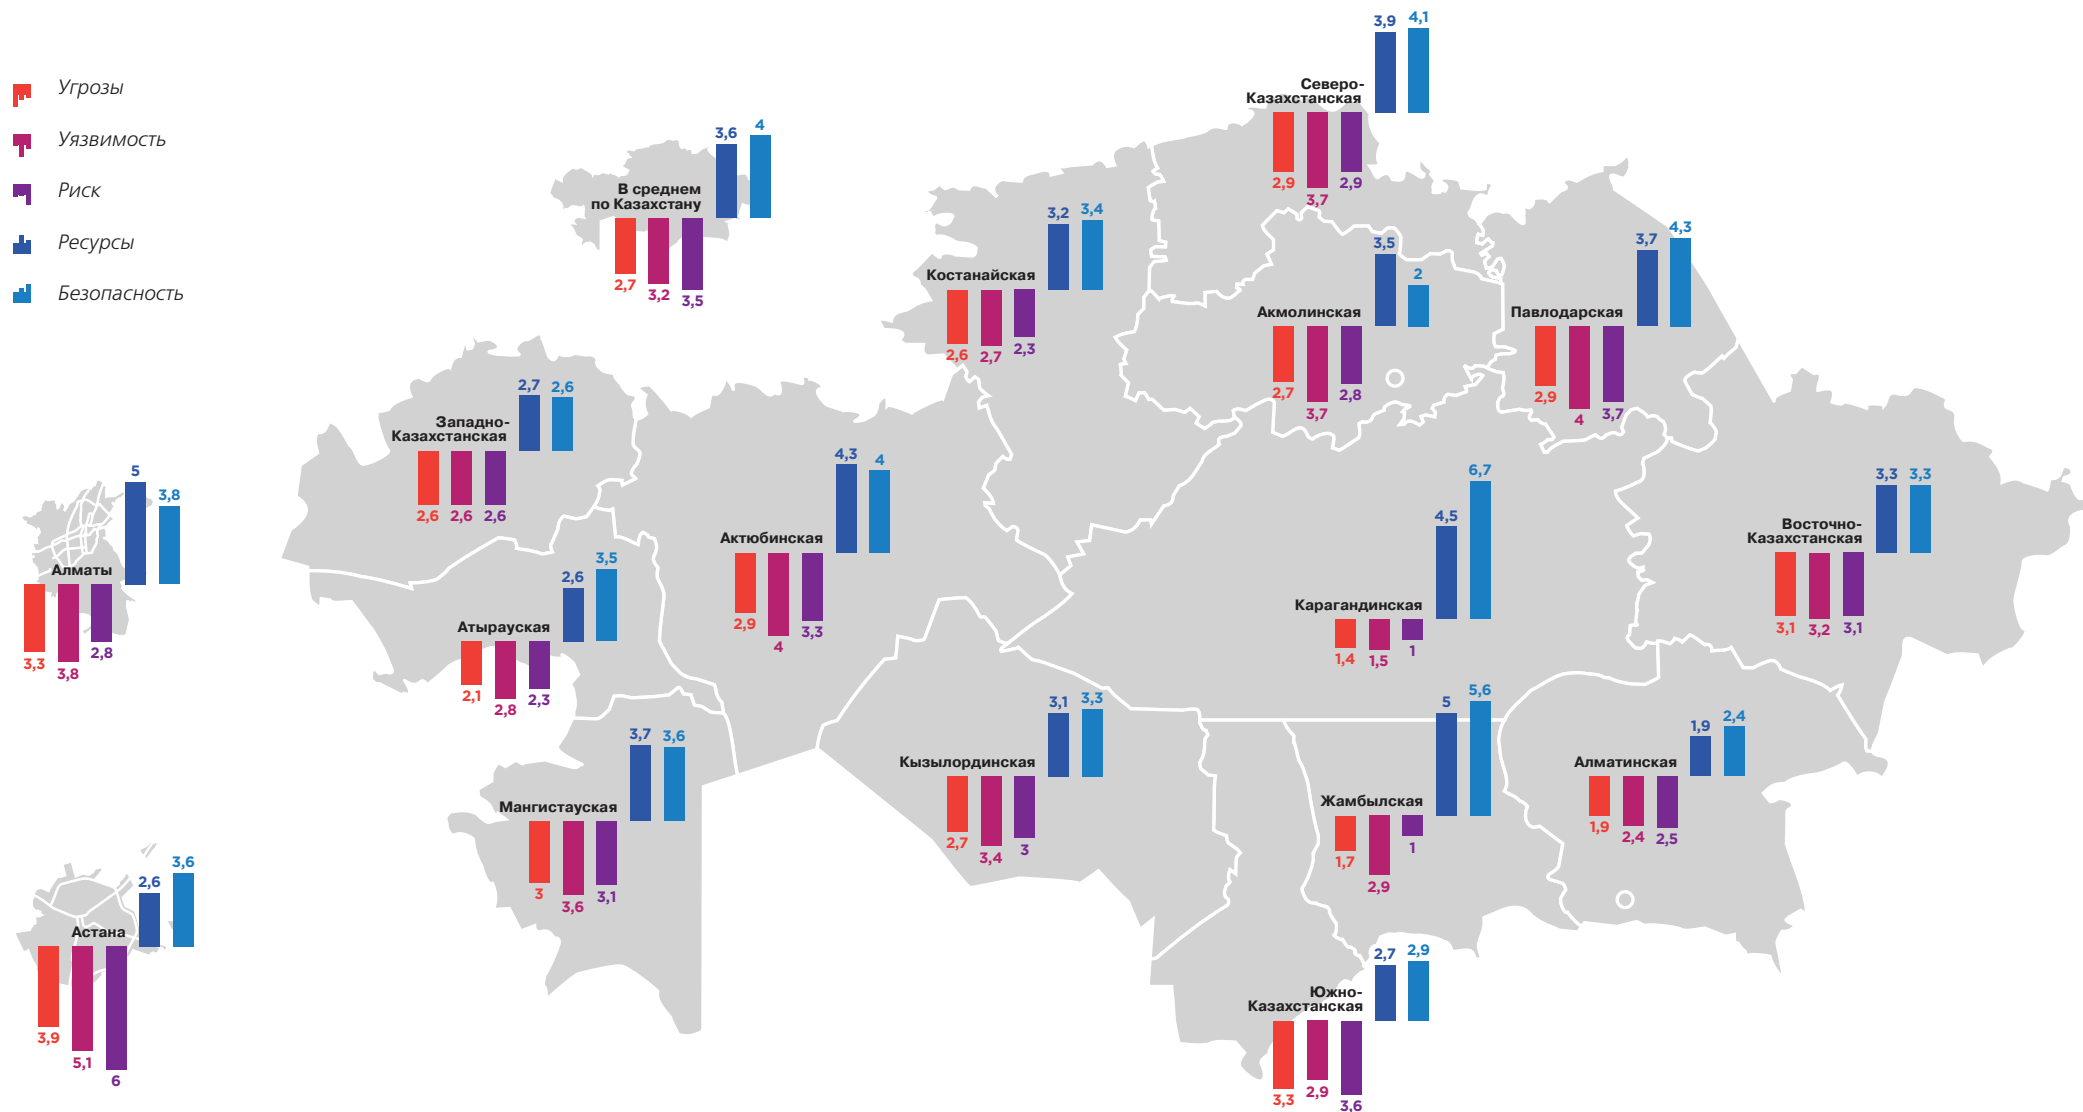 Угрозы
Уязвимость
Риск
Ресурсы
Безопасность
3,6 4
В среднем
по Казахстану
2,7 3,2 3,5
3,9 4,1
Северо-
Казахстанская
2,9 3,7 2,9
3,2 3,4
Костанайская
2,6 2,7 2,3
3,5 2
Акмолинская
2,7 3,7 2,8
3,7 4,3
Павлодарская
2,9 4 3,7
2,7 2,6
Западно-
Казахстанская
2,6 2,6 2,6
5 3,8
Алматы
3,3 3,8 2,8
4,3 4
Актюбинская
2,9 4 3,3
6,7
4,5
Карагандинская
1,4 1,5 1
3,3 3,3
Восточно-
Казахстанская
3,1 3,2 3,1
2,6 3,5
Атырауская
2,1 2,8 2,3
3,7 3,6
Мангистауская
3 3,6 3,1
3,1 3,3
Кызылординская
2,7 3,4 3
5 5,6
Жамбылская
1,7 2,9 1
1,9 2,4
Алматинская
1,9 2,4 2,5
2,6 3,6
Астана
3,9 5,1 6
2,7 2,9
Южно-
Казахстанская
3,3 2,9 3,6